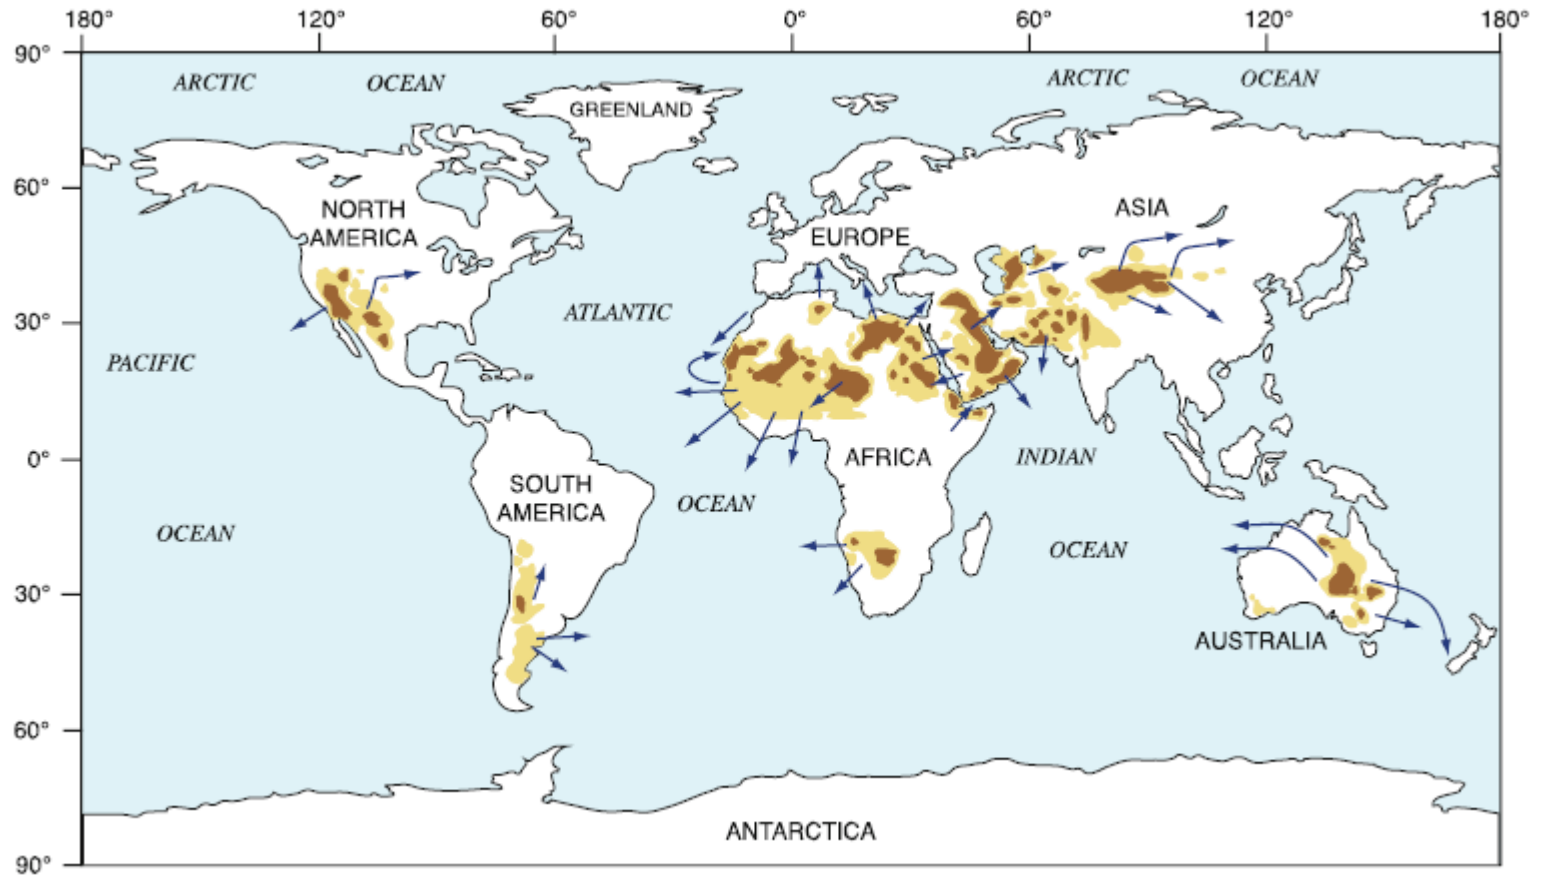 180° 120° 60° 0° 60° 120° 180°
90°
ARCTIC OCEAN ARCTIC OCEAN
GREENLAND
60°
NORTH
AMERICA
EUROPE
ASIA
ATLANTIC
30°
PACIFIC
0°
AFRICA
INDIAN
SOUTH
AMERICA
OCEAN
OCEAN
OCEAN
30°
AUSTRALIA
60°
ANTARCTICA
90°